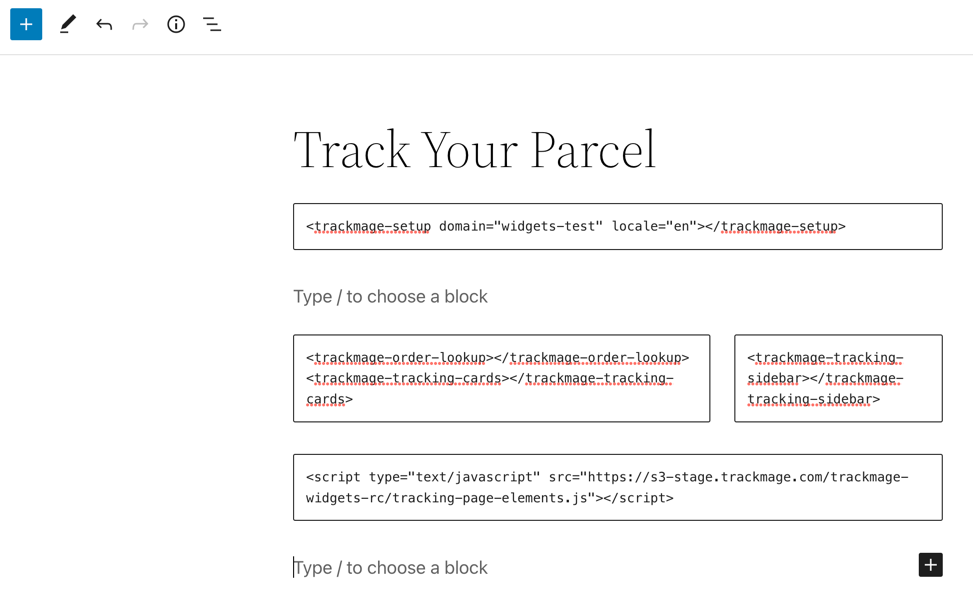 Track Your Parcel
<trackmage-setup domain="widgets-test" locale="en"></trackmage-setup>
Type / to choose a block
<trackmage-order-lookup></trackmage-order-lookup>
<trackmage-tracking-cards></trackmage-tracking-
cards>
<trackmage-tracking-
sidebar></trackmage-
tracking-sidebar>
<script type="text/javascript" src="https://s3-stage.trackmage.com/trackmage-
widgets-rc/tracking-page-elements.js"></script>
Type / to choose a block